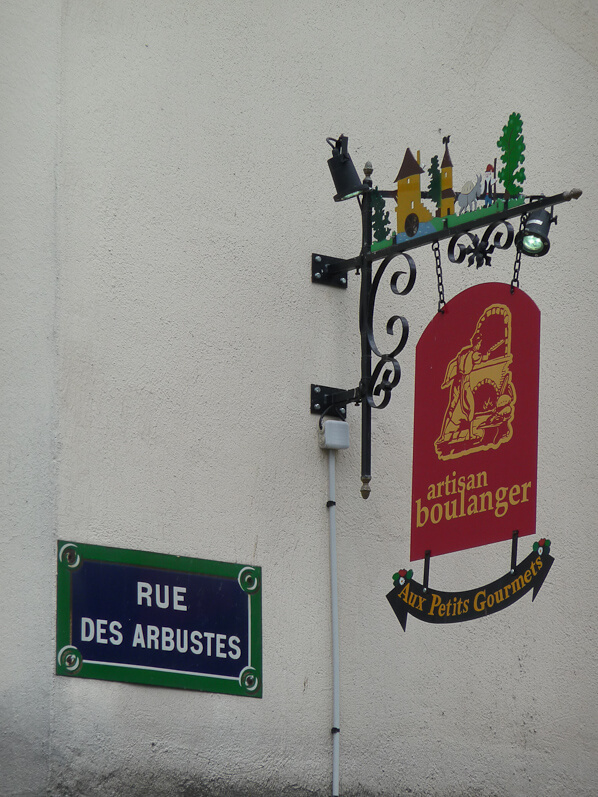 artisan
boulanger
Aux Petits Gourmets
RUE
DES ARBUSTES